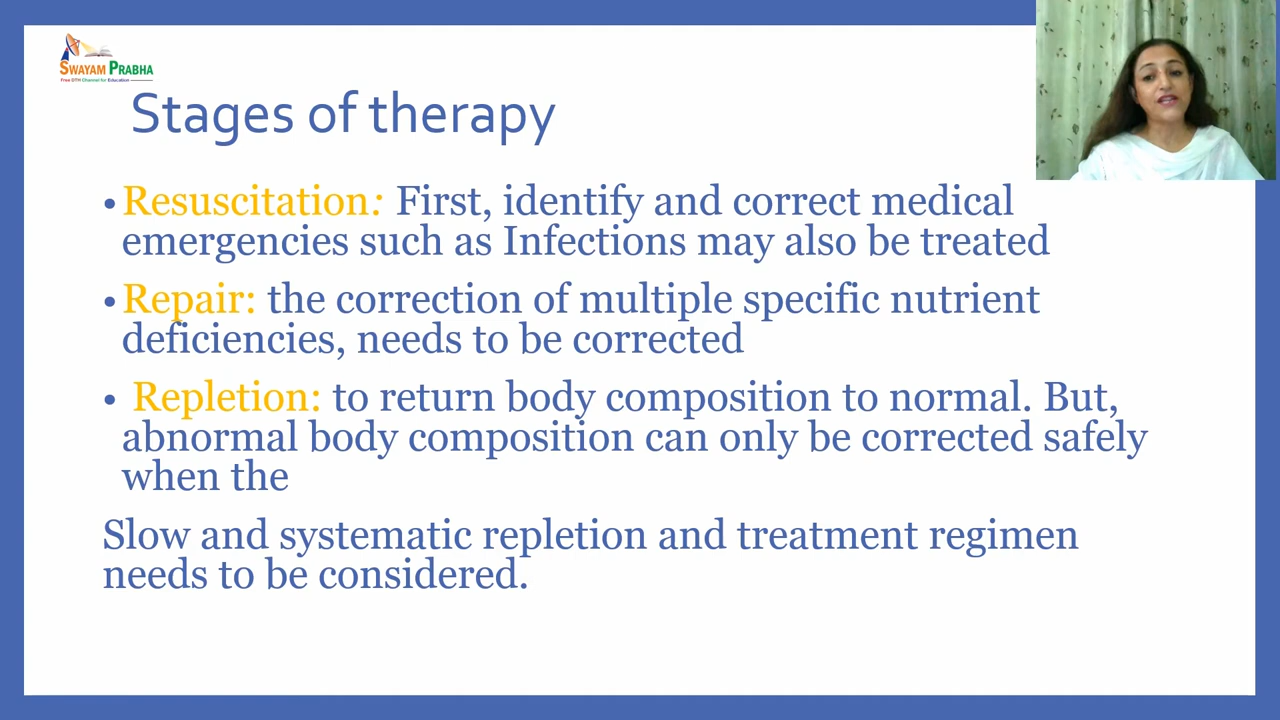 SWAYAM PRABHA
Free DTH Channel for Education
Stages of therapy
• Resuscitation: First, identify and correct medical
emergencies such as Infections may also be treated
• Repair: the correction of multiple specific nutrient
deficiencies, needs to be corrected
• Repletion: to return body composition to normal. But,
abnormal body composition can only be corrected safely
when the
Slow and systematic repletion and treatment regimen
needs to be considered.